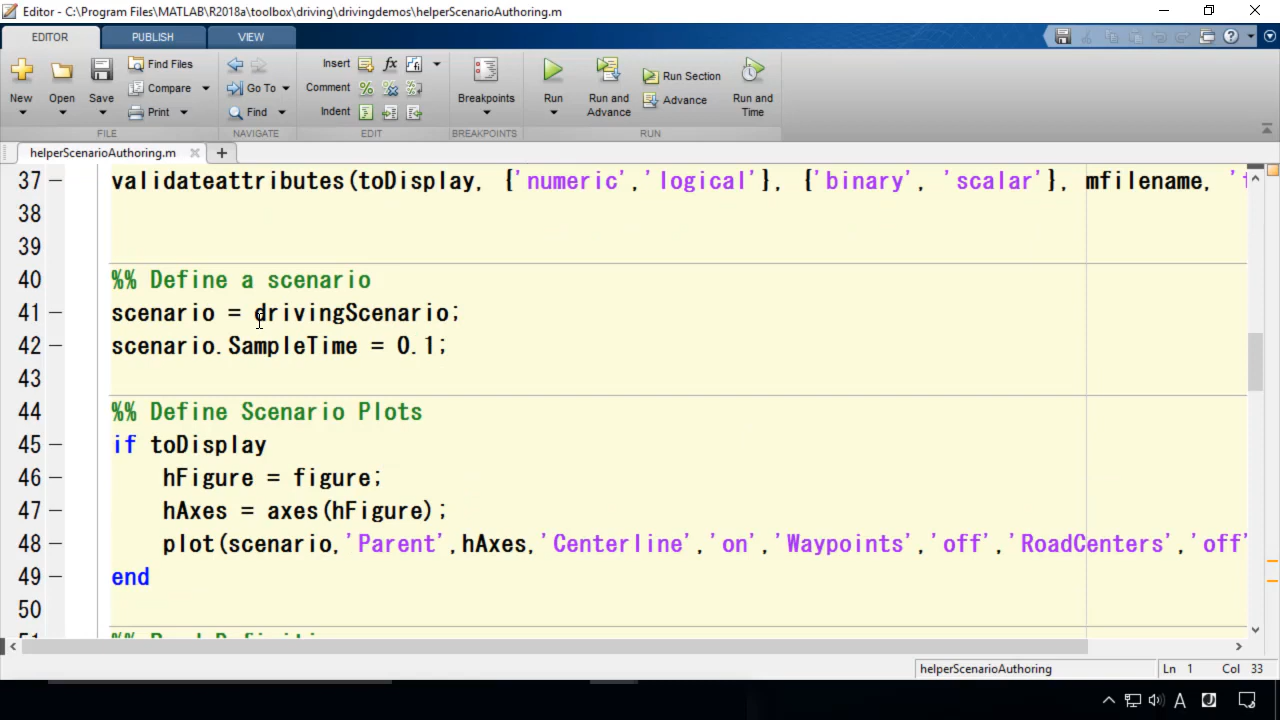 Editor - C:\Program Files\MATLAB\R2018a\toolbox\driving\drivingdemos\helperScenarioAuthoring.m
EDITOR PUBLISH VIEW
New Open Save Find Files Compare Print
FILE
Go To Find
NAVIGATE
Insert fx
Comment
Indent
EDIT
Breakpoints
BREAKPOINTS
Run Run and Advance Run Section Advance Run and Time
RUN
helperScenarioAuthoring.m
37 validateattributes(toDisplay, {'numeric','logical'}, {'binary', 'scalar'}, mfilename, '
38
39
40 %% Define a scenario
41 scenario = drivingScenario;
42 scenario.SampleTime = 0.1;
43
44 %% Define Scenario Plots
45 if toDisplay
46 hFigure = figure;
47 hAxes = axes(hFigure);
48 plot(scenario,'Parent',hAxes,'Centerline','on','Waypoints','off','RoadCenters','off'
49 end
50
helperScenarioAuthoring Ln 1 Col 33
A